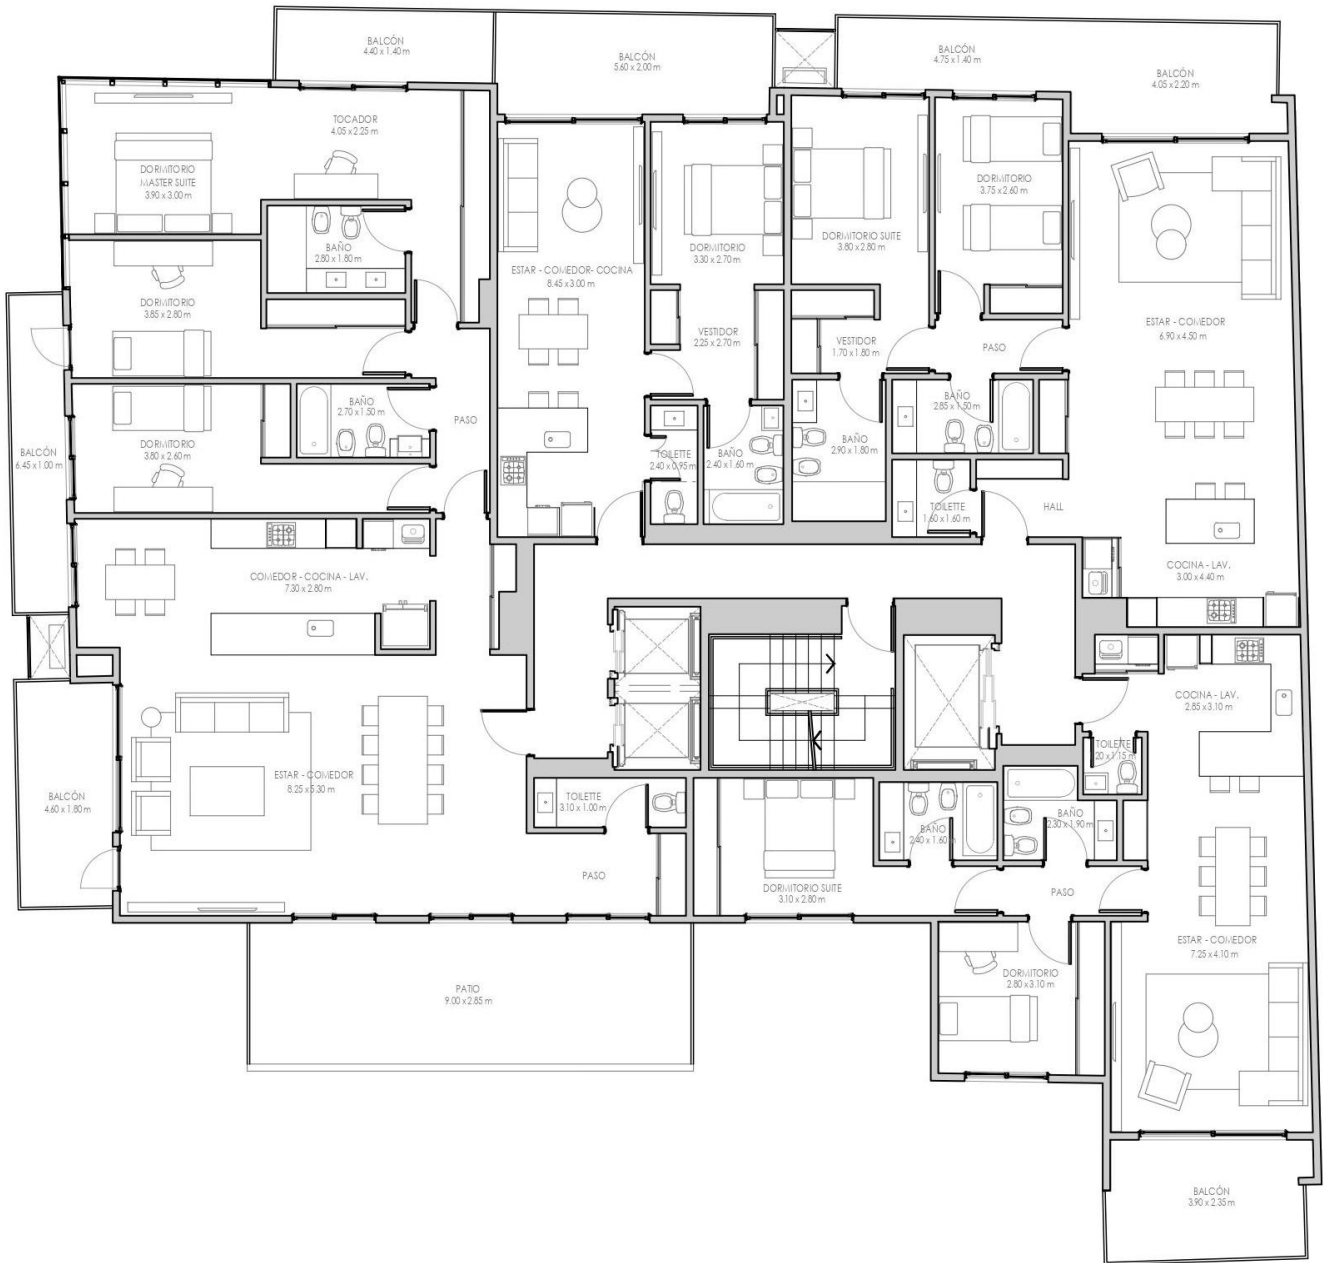 BALCÓN
4.40 x 1.40 m
BALCÓN
5.60 x 2.00 m
BALCÓN
4.75 x 1.40 m
BALCÓN
4.05 x 2.20 m
TOCADOR
4.05 x 2.25 m
DORMITORIO
MASTER SUITE
3.90 x 3.00 m
BAÑO
2.80 x 1.80 m
DORMITORIO
3.85 x 2.80 m
BAÑO
2.70 x 1.50 m
DORMITORIO
3.80 x 2.60 m
PASO
BALCÓN
6.45 x 1.00 m
ESTAR - COMEDOR- COCINA
8.45 x 3.00 m
DORMITORIO
3.30 x 2.70 m
VESTIDOR
2.25 x 2.70 m
TOILETTE
2.40 x 0.95 m
BAÑO
2.40 x 1.60 m
DORMITORIO SUITE
3.80 x 2.80 m
DORMITORIO
3.75 x 2.60 m
VESTIDOR
1.70 x 1.80 m
PASO
BAÑO
2.90 x 1.80 m
BAÑO
2.85 x 1.50 m
TOILETTE
1.60 x 1.60 m
HALL
ESTAR - COMEDOR
6.90 x 4.50 m
COCINA - LAV.
3.00 x 4.40 m
COMEDOR - COCINA - LAV.
7.30 x 2.80 m
ESTAR - COMEDOR
8.25 x 5.30 m
BALCÓN
4.60 x 1.80 m
TOILETTE
3.10 x 1.00 m
PASO
PATIO
9.00 x 2.85 m
DORMITORIO SUITE
3.10 x 2.80 m
BAÑO
2.40 x 1.60
BAÑO
2.30 x 1.90 m
TOILETTE
20 x 1.15 m
COCINA - LAV.
2.85 x 3.10 m
PASO
DORMITORIO
2.80 x 3.10 m
ESTAR - COMEDOR
7.25 x 4.10 m
BALCÓN
3.90 x 2.35 m